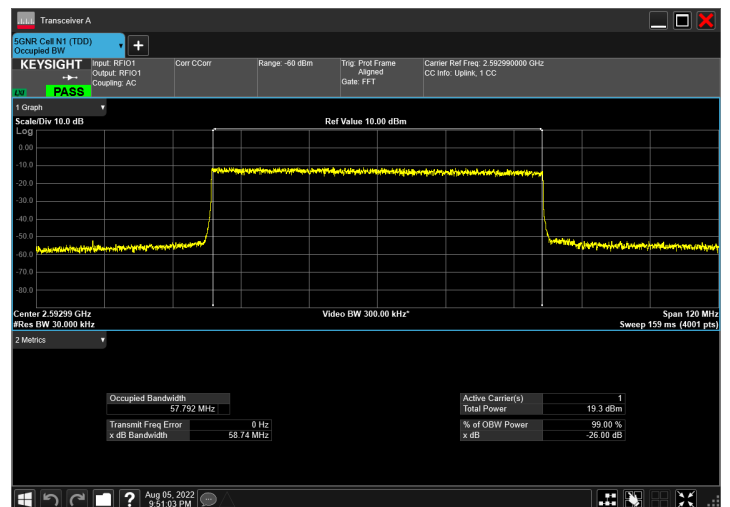 Transceiver A
5GNR Cell N1 (TDD)
Occupied BW
KEYSIGHT
Input: RFIO1
Output: RFIO1
Coupling: AC
Corr CCorr
Range: -60 dBm
Trig: Prot Frame
Aligned
Gate: FFT
Carrier Ref Freq: 2.592990000 GHz
CC Info: Uplink, 1 CC
LXI
PASS
1 Graph
Scale/Div 10.0 dB
Ref Value 10.00 dBm
Log
0.00
-10.0
-20.0
-30.0
-40.0
-50.0
-60.0
-70.0
-80.0
Center 2.59299 GHz
#Res BW 30.000 kHz
Video BW 300.00 kHz*
Span 120 MHz
Sweep 159 ms (4001 pts)
2 Metrics
Occupied Bandwidth
57.792 MHz
Transmit Freq Error 0 Hz
x dB Bandwidth 58.74 MHz
Active Carrier(s) 1
Total Power 19.3 dBm
% of OBW Power 99.00 %
x dB -26.00 dB
?
Aug 05, 2022
9:51:03 PM